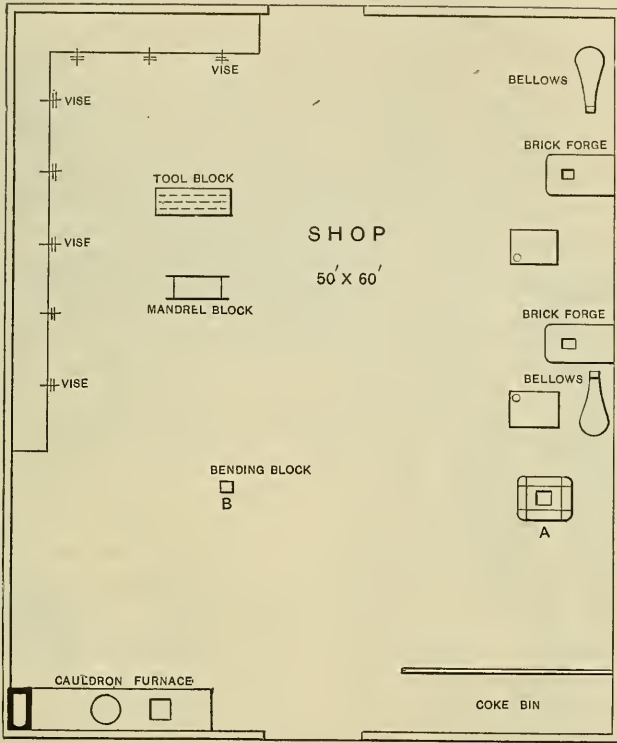 VISE
BELLOWS
VISE
BRICK FORGE
TOOL BLOCK
SHOP
50' X 60'
VISE
MANDREL BLOCK
BRICK FORGE
BELLOWS
VISE
BENDING BLOCK
B
A
CAULDRON FURNACE
COKE BIN